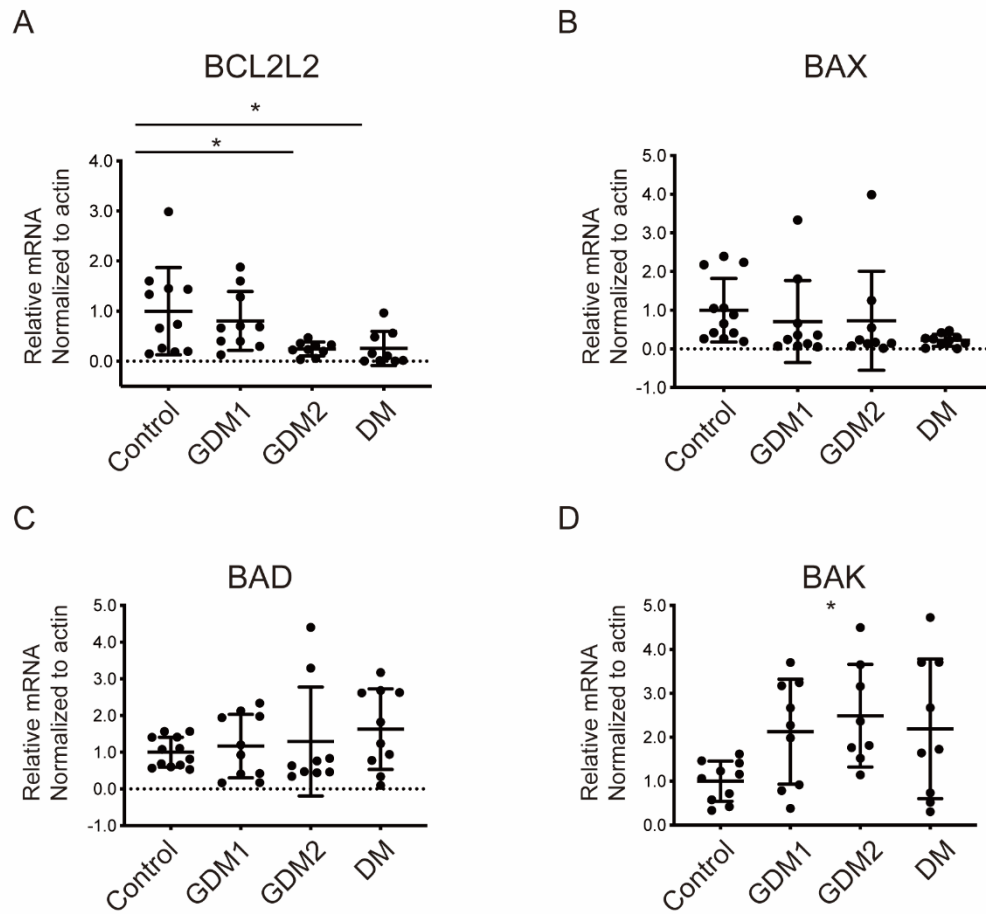 A
BCL2L2
*
*
Relative mRNA
Normalized to actin
4.0
3.0
2.0
1.0
0.0
Control
GDM1
GDM2
DM
B
BAX
Relative mRNA
Normalized to actin
5.0
4.0
3.0
2.0
1.0
0.0
-1.0
Control
GDM1
GDM2
DM
C
BAD
Relative mRNA
Normalized to actin
5.0
4.0
3.0
2.0
1.0
0.0
-1.0
Control
GDM1
GDM2
DM
D
BAK
*
Relative mRNA
Normalized to actin
5.0
4.0
3.0
2.0
1.0
0.0
Control
GDM1
GDM2
DM